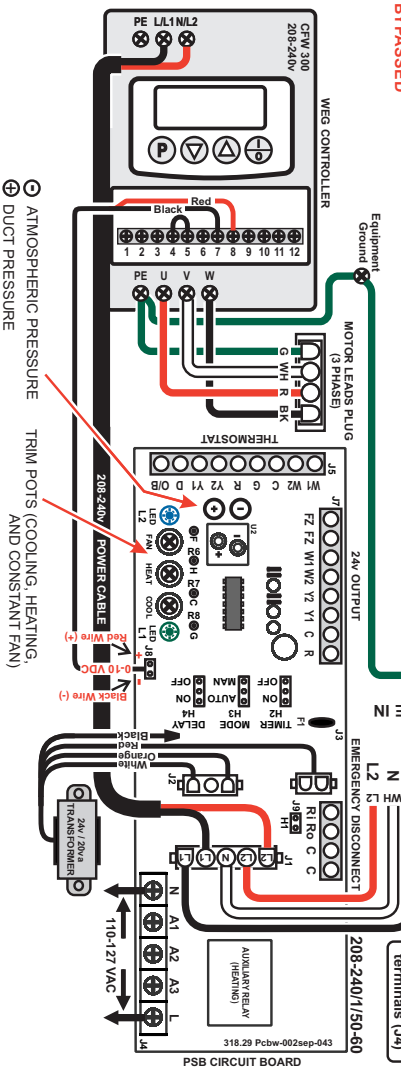 BYPASSED
PE L/L1 N/L2
CFW 300
208-240v
P
I
0
WEG CONTROLLER
Red
Black
1 2 3 4 5 6 7 8 9 10 11 12
PE U V W
Equipment
Ground
MOTOR LEADS PLUG
(3 PHASE)
G WH R BK
ATMOSPHERIC PRESSURE
DUCT PRESSURE
TRIM POTS (COOLING, HEATING,
AND CONSTANT FAN)
208-240v POWER CABLE
THERMOSTAT
J5
O/B D Y1 Y2 R G C W2 W1
J7
FZ FZ W1 W2 Y2 Y1 C R
24v OUTPUT
U2
L2 LED
FAN HEAT COOL
LED L1
F R6 H R7 C R8 G
Red Wire (+)
0-10 VDC
Black Wire (-)
J8
OFF ON
H4 DELAY
MAN AUTO
H3 MODE
OFF ON
H2 TIMER
F1
J3
Black
Red
Orange
White
J2
24v / 20va
TRANSFORMER
EMERGENCY DISCONNECT
Ri Ro C C
J9
H1
L1 L1 N L2 L2
J1
L2 N
L2 WH
IN
208-240/1/50-60
terminals (J4)
N A1 A2 A3 L
J4
110-127 VAC
AUXILIARY RELAY
(HEATING)
318.29 Pcbw-002sep-043
PSB CIRCUIT BOARD